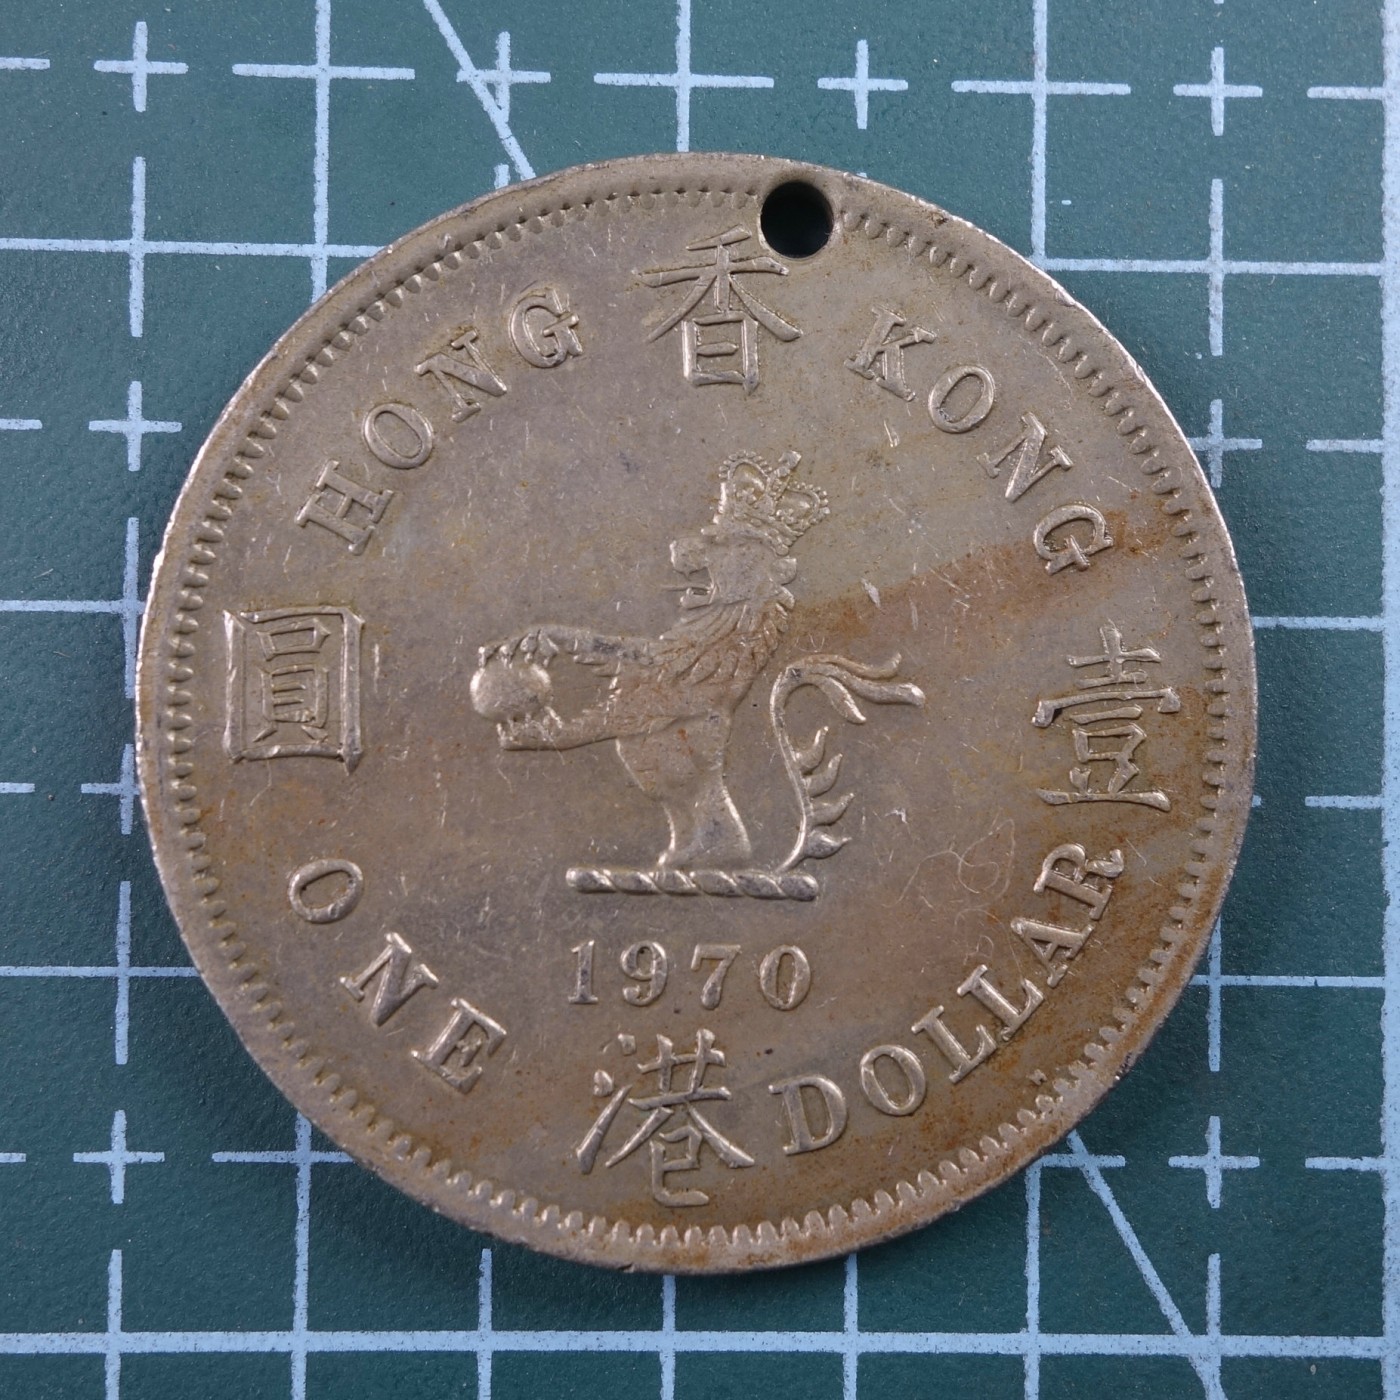 HONG KONG
香
港
壹
圓
1970
ONE DOLLAR